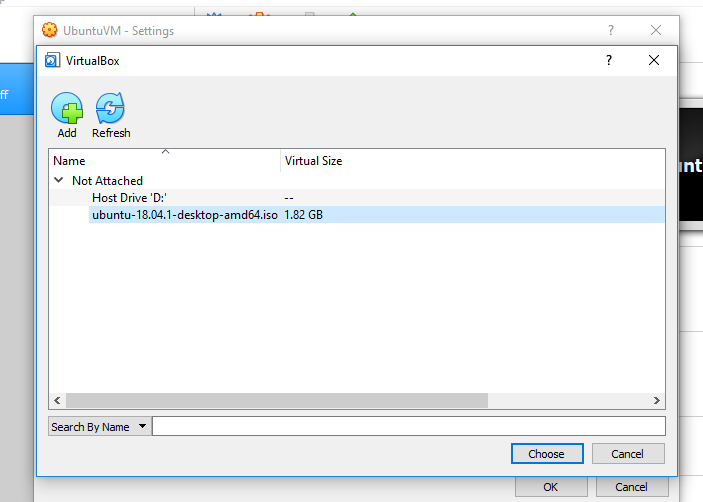 UbuntuVM - Settings
?
ff
VirtualBox
?
Add Refresh
Name Virtual Size
Not Attached
Host Drive 'D:' --
ubuntu-18.04.1-desktop-amd64.iso 1.82 GB
unt
Search By Name
Choose Cancel
OK Cancel